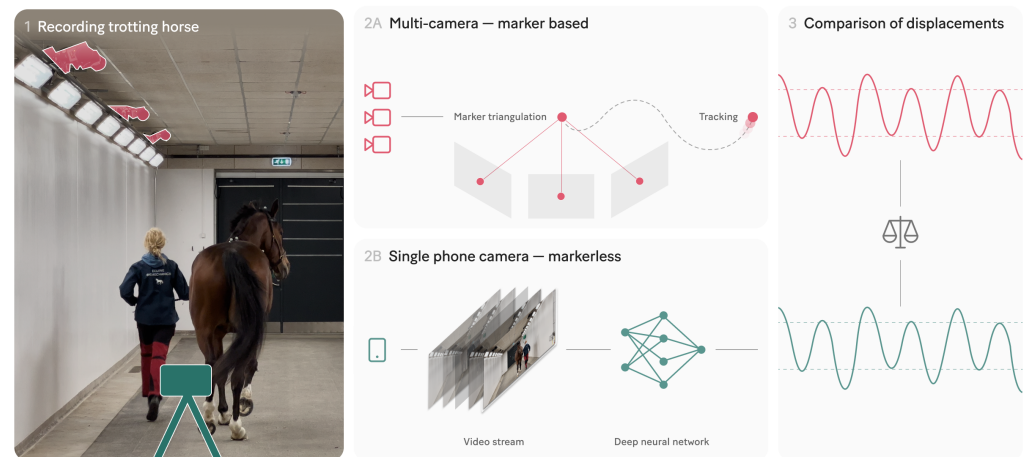 1 Recording trotting horse
2A Multi-camera — marker based
Marker triangulation
Tracking
2B Single phone camera — markerless
Video stream
Deep neural network
3 Comparison of displacements